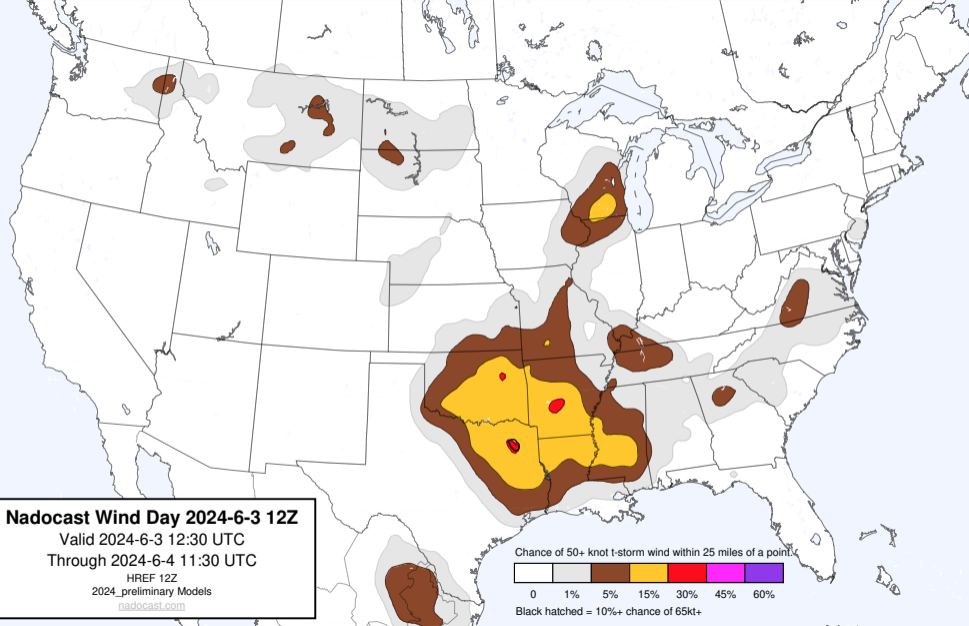 Nadocast Wind Day 2024-6-3 12Z
Valid 2024-6-3 12:30 UTC
Through 2024-6-4 11:30 UTC
HREF 12Z
2024_preliminary Models
nadocast.com
Chance of 50+ knot t-storm wind within 25 miles of a point.
0 1% 5% 15% 30% 45% 60%
Black hatched = 10%+ chance of 65kt+